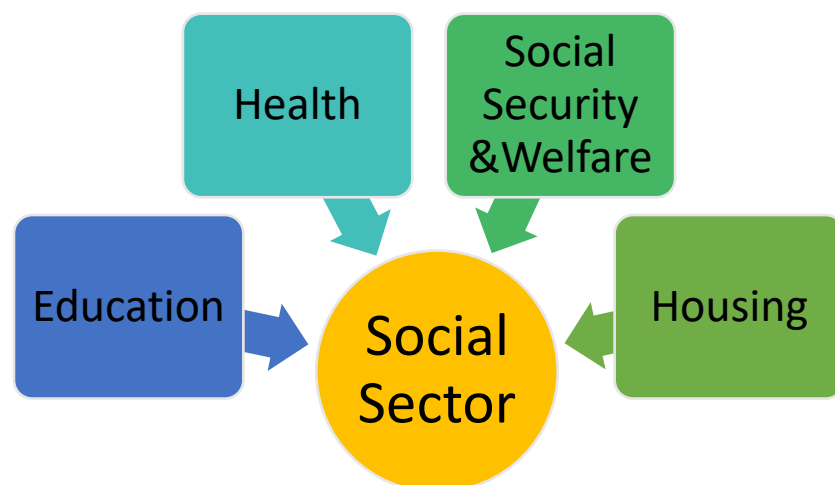 Health
Social
Security
&Welfare
Education
Housing
Social
Sector